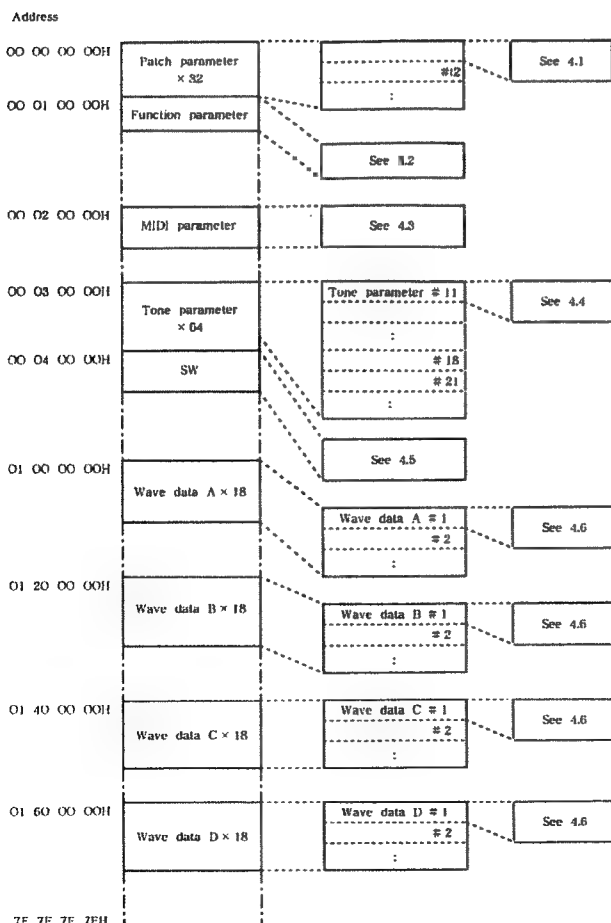 Address
00 00 00 00H
Patch parameter
× 32
#12
:
See 4.1
00 01 00 00H
Function parameter
See 4.2
00 02 00 00H
MIDI parameter
See 4.3
00 03 00 00H
Tone parameter
× 64
Tone parameter # 11
:
# 18
# 21
:
See 4.4
00 04 00 00H
SW
See 4.5
01 00 00 00H
Wave data A × 18
Wave data A # 1
# 2
:
See 4.6
01 20 00 00H
Wave data B × 18
Wave data B # 1
# 2
:
See 4.6
01 40 00 00H
Wave data C × 18
Wave data C # 1
# 2
:
See 4.6
01 60 00 00H
Wave data D × 18
Wave data D # 1
# 2
:
See 4.6
7F 7F 7F 7FH